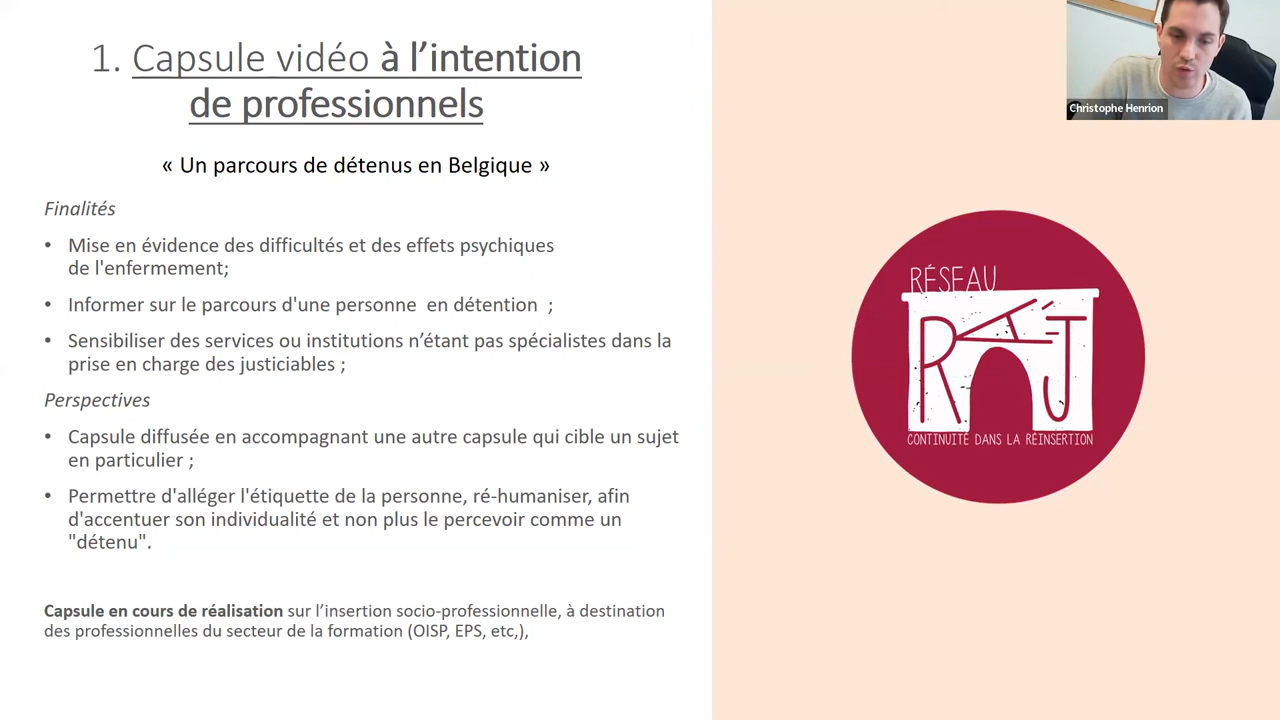 1. Capsule vidéo à l’intention
de professionnels
« Un parcours de détenus en Belgique »
Finalités
• Mise en évidence des difficultés et des effets psychiques
de l'enfermement;
• Informer sur le parcours d'une personne  en détention  ;
• Sensibiliser des services ou institutions n’étant pas spécialistes dans la
prise en charge des justiciables ;
Perspectives
• Capsule diffusée en accompagnant une autre capsule qui cible un sujet
en particulier ;
• Permettre d'alléger l'étiquette de la personne, ré-humaniser, afin
d'accentuer son individualité et non plus le percevoir comme un
"détenu".
Capsule en cours de réalisation sur l’insertion socio-professionnelle, à destination
des professionnelles du secteur de la formation (OISP, EPS, etc,),
Christophe Henrion
RÉSEAU
RAJ
CONTINUITÉ DANS LA RÉINSERTION